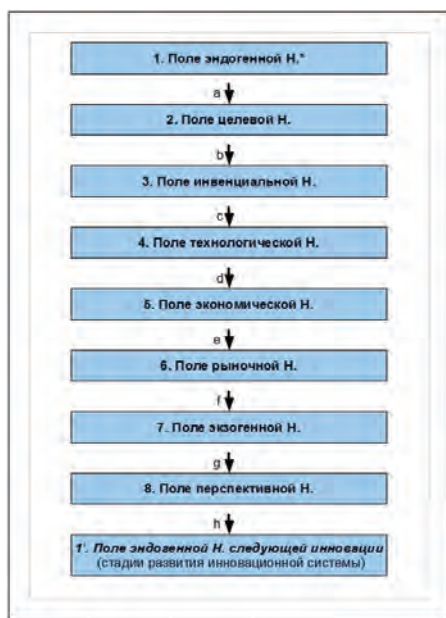 1. Поле эндогенной Н.*
a
2. Поле целевой Н.
b
3. Поле инвенциальной Н.
c
4. Поле технологической Н.
d
5. Поле экономической Н.
e
6. Поле рыночной Н.
f
7. Поле экзогенной Н.
g
8. Поле перспективной Н.
h
1'. Поле эндогенной Н. следующей инновации
(стадии развития инновационной системы)